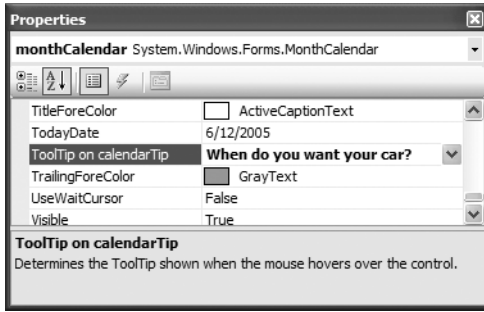 Properties
monthCalendar System.Windows.Forms.MonthCalendar
A Z
TitleForeColor ActiveCaptionText
TodayDate 6/12/2005
ToolTip on calendarTip When do you want your car?
TrailingForeColor GrayText
UseWaitCursor False
Visible True
ToolTip on calendarTip
Determines the ToolTip shown when the mouse hovers over the control.